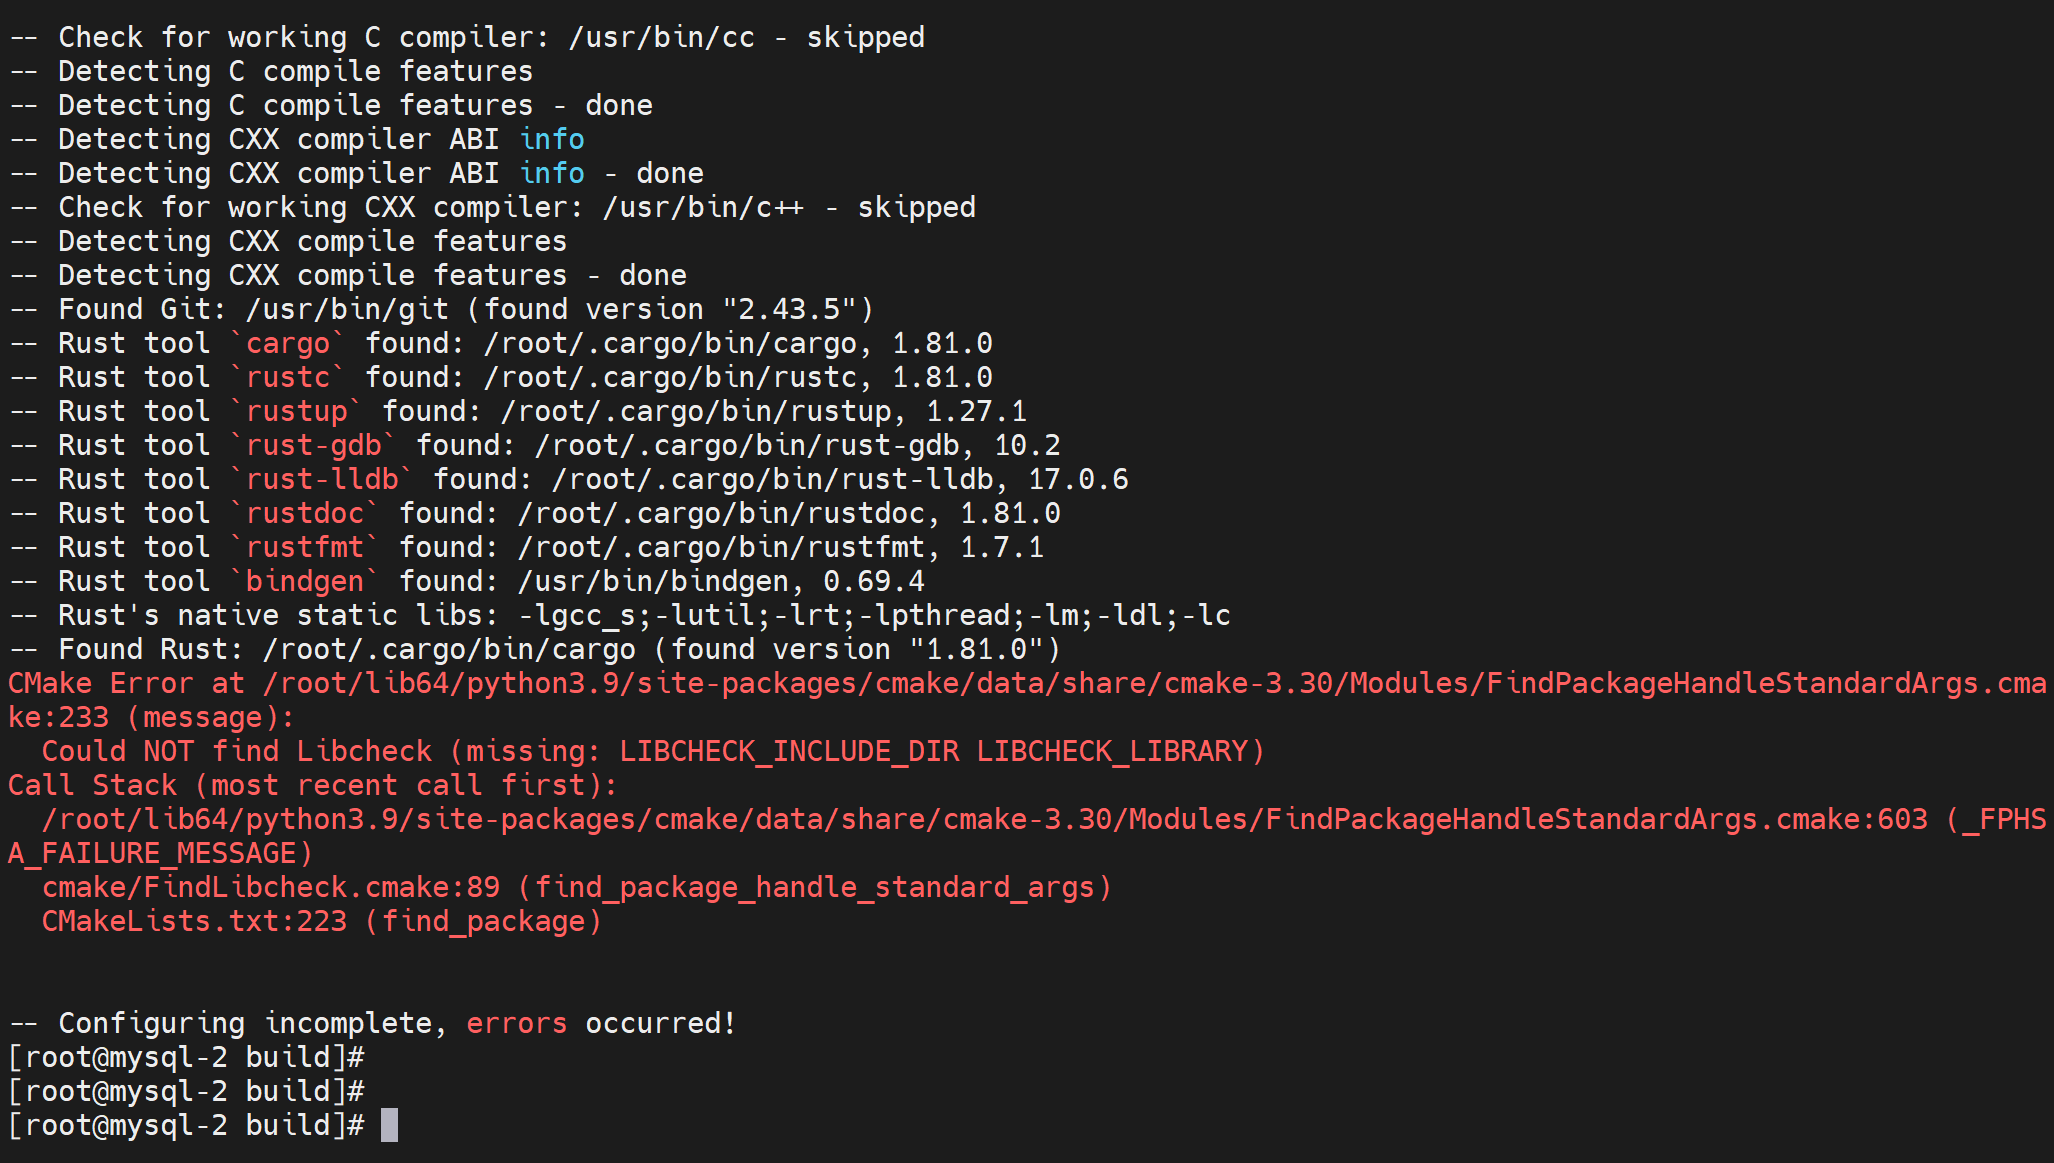 -- Check for working C compiler: /usr/bin/cc - skipped
-- Detecting C compile features
-- Detecting C compile features - done
-- Detecting CXX compiler ABI info
-- Detecting CXX compiler ABI info - done
-- Check for working CXX compiler: /usr/bin/c++ - skipped
-- Detecting CXX compile features
-- Detecting CXX compile features - done
-- Found Git: /usr/bin/git (found version "2.43.5")
-- Rust tool `cargo` found: /root/.cargo/bin/cargo, 1.81.0
-- Rust tool `rustc` found: /root/.cargo/bin/rustc, 1.81.0
-- Rust tool `rustup` found: /root/.cargo/bin/rustup, 1.27.1
-- Rust tool `rust-gdb` found: /root/.cargo/bin/rust-gdb, 10.2
-- Rust tool `rust-lldb` found: /root/.cargo/bin/rust-lldb, 17.0.6
-- Rust tool `rustdoc` found: /root/.cargo/bin/rustdoc, 1.81.0
-- Rust tool `rustfmt` found: /root/.cargo/bin/rustfmt, 1.7.1
-- Rust tool `bindgen` found: /usr/bin/bindgen, 0.69.4
-- Rust's native static libs: -lgcc_s;-lutil;-lrt;-lpthread;-lm;-ldl;-lc
-- Found Rust: /root/.cargo/bin/cargo (found version "1.81.0")
CMake Error at /root/lib64/python3.9/site-packages/cmake/data/share/cmake-3.30/Modules/FindPackageHandleStandardArgs.cma
ke:233 (message):
  Could NOT find Libcheck (missing: LIBCHECK_INCLUDE_DIR LIBCHECK_LIBRARY)
Call Stack (most recent call first):
  /root/lib64/python3.9/site-packages/cmake/data/share/cmake-3.30/Modules/FindPackageHandleStandardArgs.cmake:603 (_FPHS
A_FAILURE_MESSAGE)
  cmake/FindLibcheck.cmake:89 (find_package_handle_standard_args)
  CMakeLists.txt:223 (find_package)
-- Configuring incomplete, errors occurred!
[root@mysql-2 build]#
[root@mysql-2 build]#
[root@mysql-2 build]#